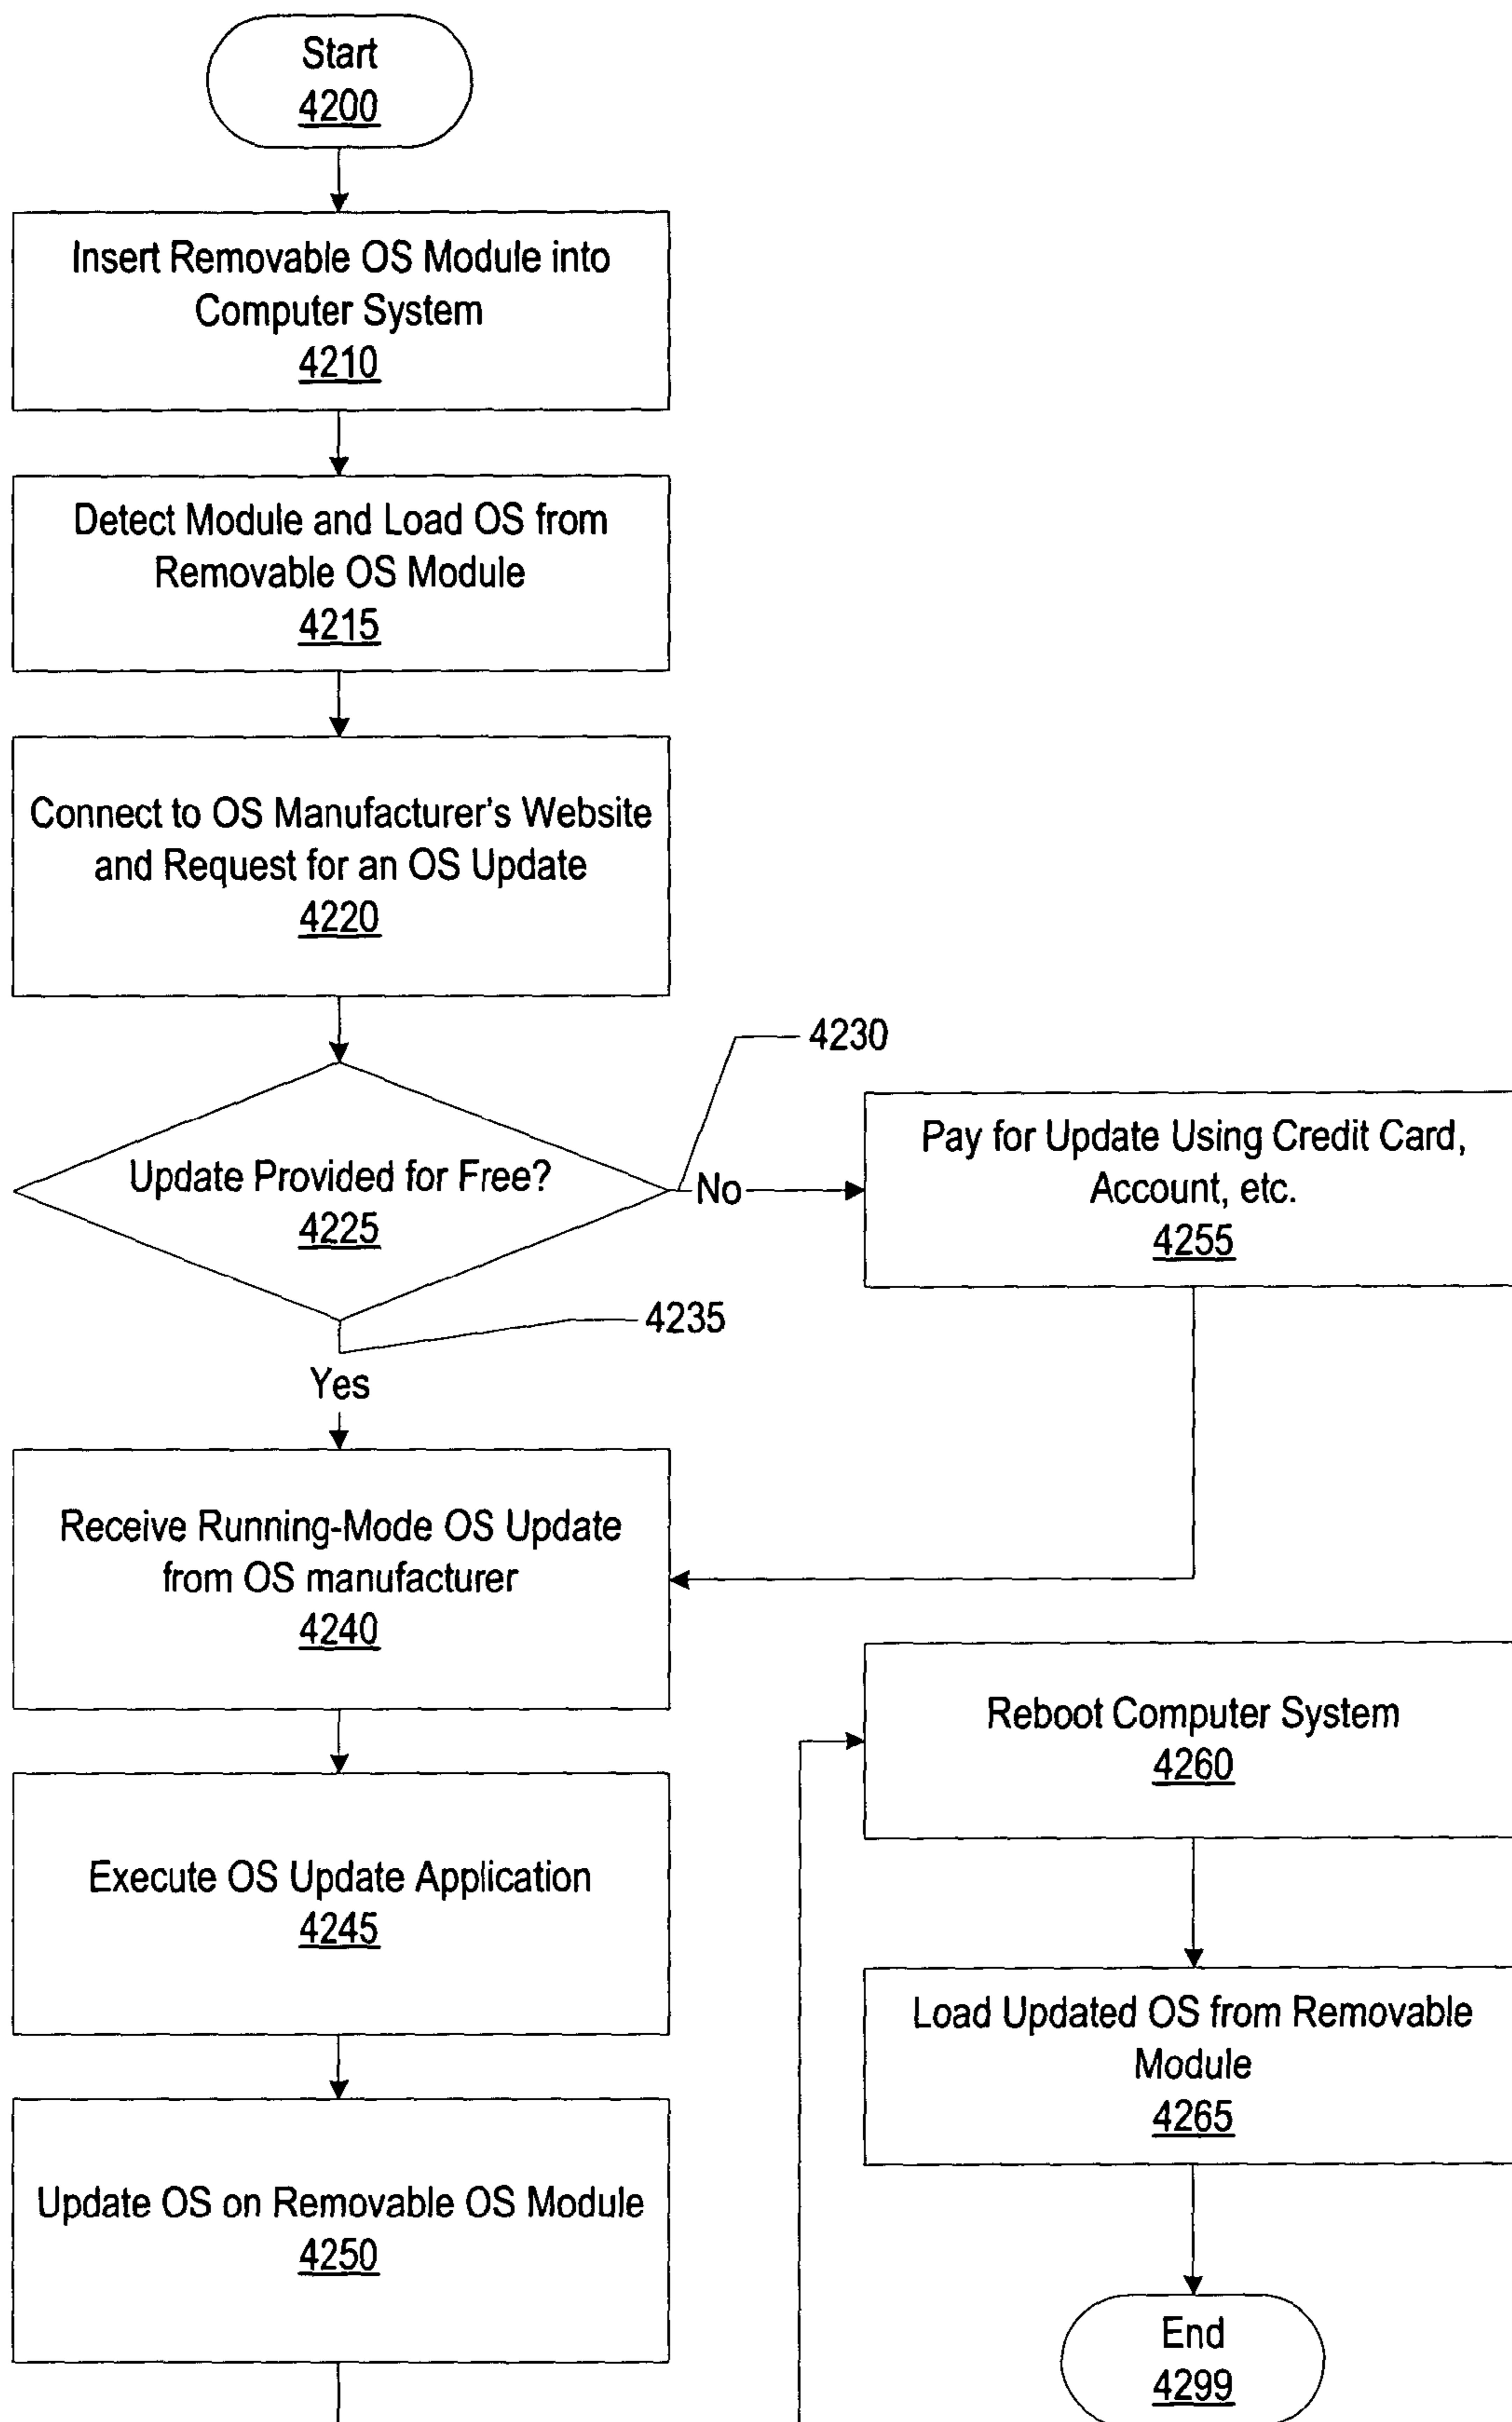 Start
4200
Insert Removable OS Module into
Computer System
4210
Detect Module and Load OS from
Removable OS Module
4215
Connect to OS Manufacturer's Website
and Request for an OS Update
4220
Update Provided for Free?
4225
4230
No
Pay for Update Using Credit Card,
Account, etc.
4255
4235
Yes
Receive Running-Mode OS Update
from OS manufacturer
4240
Execute OS Update Application
4245
Update OS on Removable OS Module
4250
Reboot Computer System
4260
Load Updated OS from Removable
Module
4265
End
4299